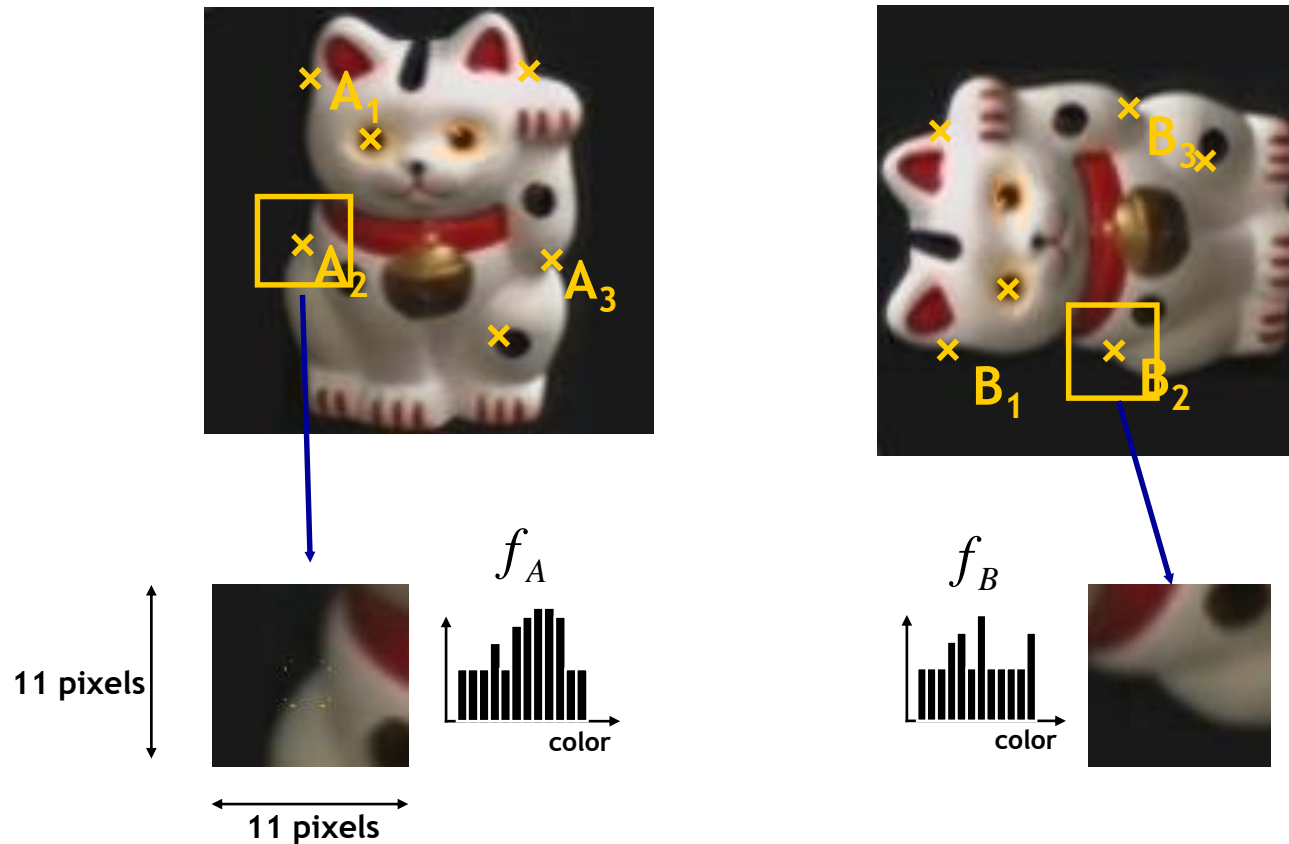 A₁
A₂
A₃
B₃
B₁
B₂
f_A
f_B
11 pixels
color
color
11 pixels